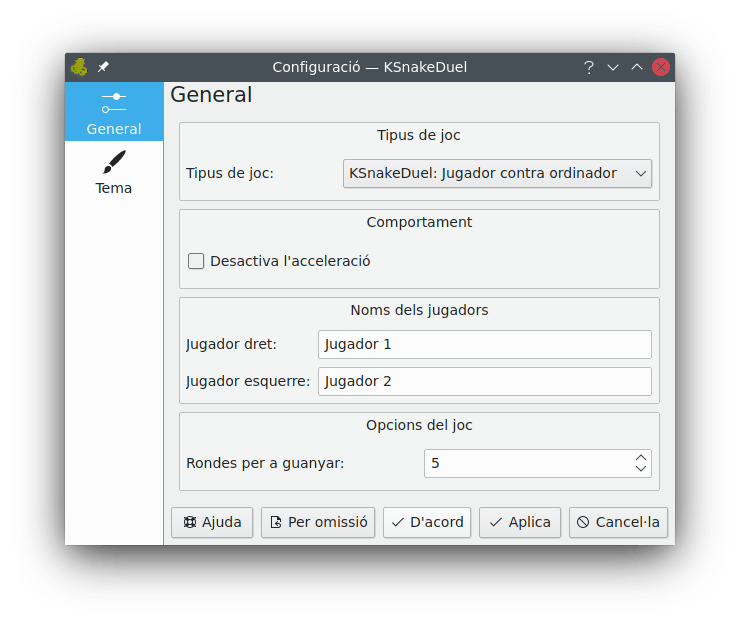 Configuració — KSnakeDuel
General
Tema
General
Tipus de joc
Tipus de joc: KSnakeDuel: Jugador contra ordinador
Comportament
Desactiva l'acceleració
Noms dels jugadors
Jugador dret: Jugador 1
Jugador esquerre: Jugador 2
Opcions del joc
Rondes per a guanyar: 5
Ajuda Per omissió D'acord Aplica Cancel·la